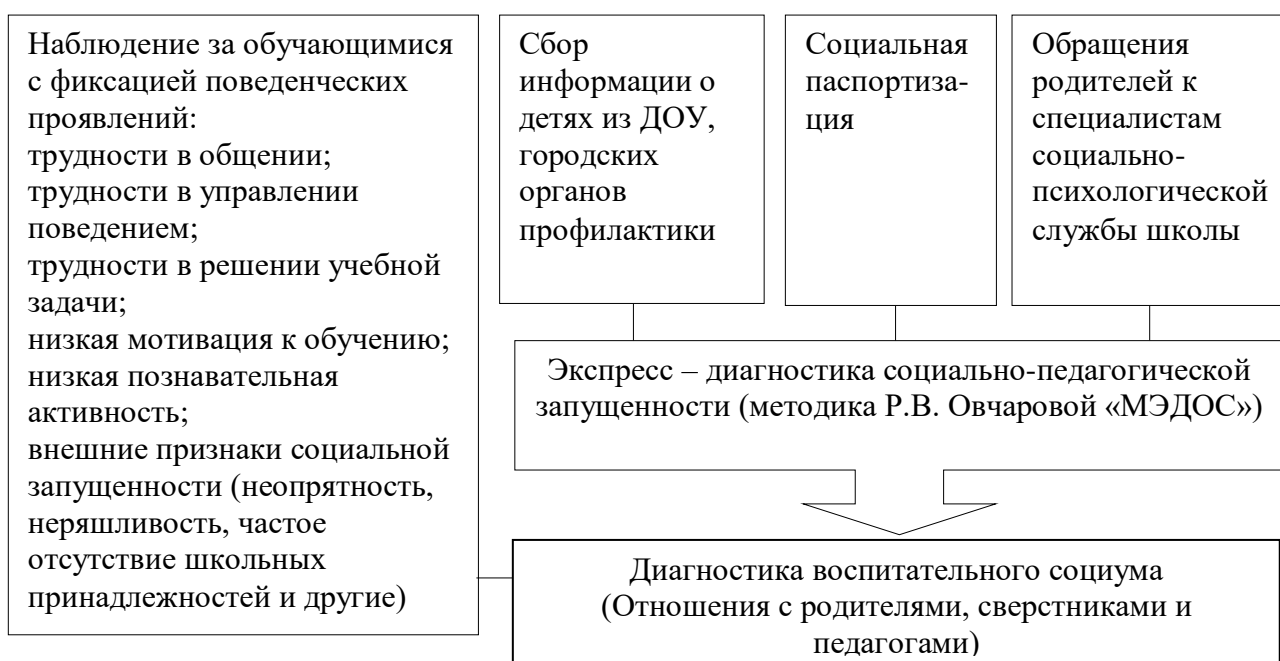 Наблюдение за обучающимися
с фиксацией поведенческих
проявлений:
трудности в общении;
трудности в управлении
поведением;
трудности в решении учебной
задачи;
низкая мотивация к обучению;
низкая познавательная
активность;
внешние признаки социальной
запущенности (неопрятность,
неряшливость, частое
отсутствие школьных
принадлежностей и другие)
Сбор
информации о
детях из ДОУ,
городских
органов
профилактики
Социальная
паспортиза-
ция
Обращения
родителей к
специалистам
социально-
психологической
службы школы
Экспресс – диагностика социально-педагогической
запущенности (методика Р.В. Овчаровой «МЭДОС»)
Диагностика воспитательного социума
(Отношения с родителями, сверстниками и
педагогами)